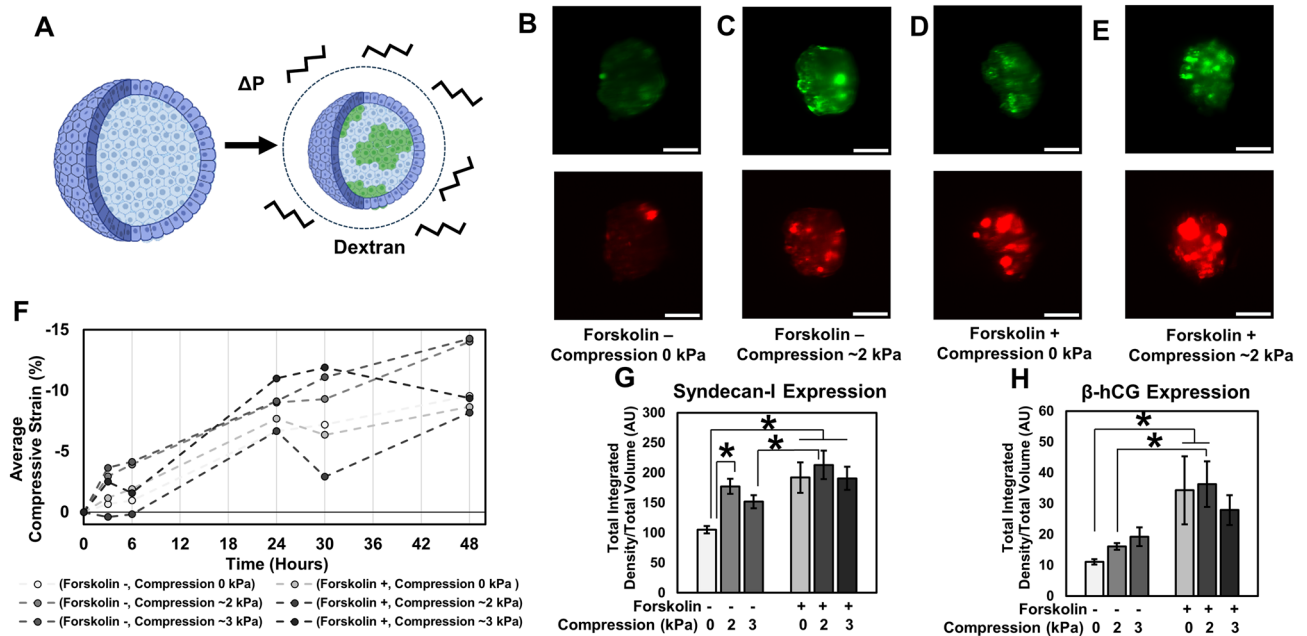 A
ΔP
Dextran
B
C
D
E
Forskolin –
Compression 0 kPa
Forskolin –
Compression ~2 kPa
Forskolin +
Compression 0 kPa
Forskolin +
Compression ~2 kPa
F
Average
Compressive Strain (%)
-15
-10
-5
0
0 6 12 18 24 30 36 42 48
Time (Hours)
(Forskolin -, Compression 0 kPa)
(Forskolin +, Compression 0 kPa )
(Forskolin -, Compression ~2 kPa)
(Forskolin +, Compression ~2 kPa)
(Forskolin -, Compression ~3 kPa)
(Forskolin +, Compression ~3 kPa)
G
Syndecan-I Expression
Total Integrated
Density/Total Volume (AU)
300
250
200
150
100
50
0
* * *
Forskolin - - - + + +
Compression (kPa) 0 2 3 0 2 3
H
β-hCG Expression
Total Integrated
Density/Total Volume (AU)
60
50
40
30
20
10
0
* *
Forskolin - - - + + +
Compression (kPa) 0 2 3 0 2 3